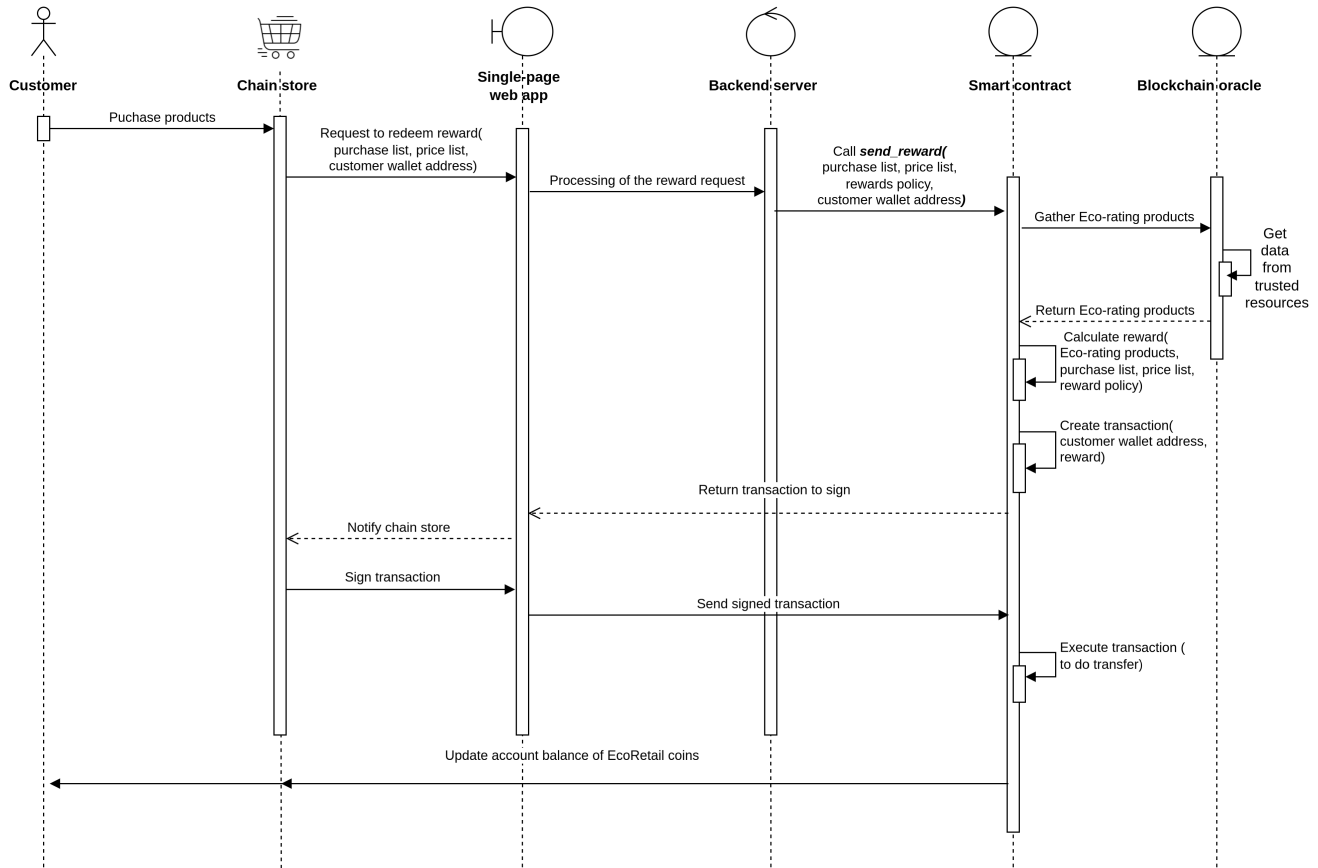 Customer
Chain store
Single-page
web app
Backend server
Smart contract
Blockchain oracle
Puchase products
Request to redeem reward(
purchase list, price list,
customer wallet address)
Processing of the reward request
Call send_reward(
purchase list, price list,
rewards policy,
customer wallet address)
Gather Eco-rating products
Get
data
from
trusted
resources
Return Eco-rating products
Calculate reward(
Eco-rating products,
purchase list, price list,
reward policy)
Create transaction(
customer wallet address,
reward)
Return transaction to sign
Notify chain store
Sign transaction
Send signed transaction
Execute transaction (
to do transfer)
Update account balance of EcoRetail coins